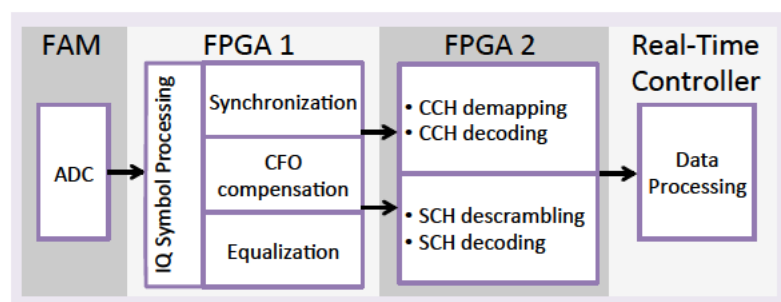 FAM
FPGA 1
FPGA 2
Real-Time
Controller
ADC
IQ Symbol Processing
Synchronization
CFO
compensation
Equalization
• CCH demapping
• CCH decoding
• SCH descrambling
• SCH decoding
Data
Processing